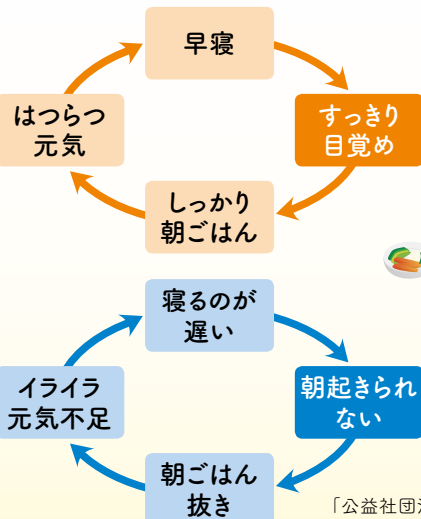 早寝
はつらつ
元気
すっきり
目覚め
しっかり
朝ごはん
寝るのが
遅い
イライラ
元気不足
朝起きられ
ない
朝ごはん
抜き
「公益社団